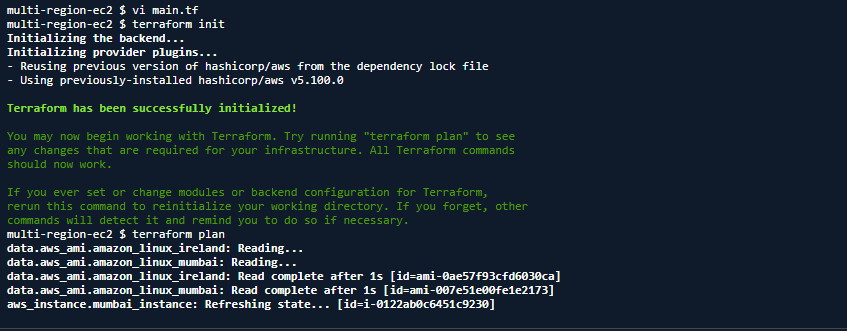 multi-region-ec2 $ vi main.tf
multi-region-ec2 $ terraform init
Initializing the backend...
Initializing provider plugins...
- Reusing previous version of hashicorp/aws from the dependency lock file
- Using previously-installed hashicorp/aws v5.100.0
Terraform has been successfully initialized!
You may now begin working with Terraform. Try running "terraform plan" to see
any changes that are required for your infrastructure. All Terraform commands
should now work.
If you ever set or change modules or backend configuration for Terraform,
rerun this command to reinitialize your working directory. If you forget, other
commands will detect it and remind you to do so if necessary.
multi-region-ec2 $ terraform plan
data.aws_ami.amazon_linux_ireland: Reading...
data.aws_ami.amazon_linux_mumbai: Reading...
data.aws_ami.amazon_linux_ireland: Read complete after 1s [id=ami-0ae57f93cfd6030ca]
data.aws_ami.amazon_linux_mumbai: Read complete after 1s [id=ami-007e51e00fe1e2173]
aws_instance.mumbai_instance: Refreshing state... [id=i-0122ab0c6451c9230]